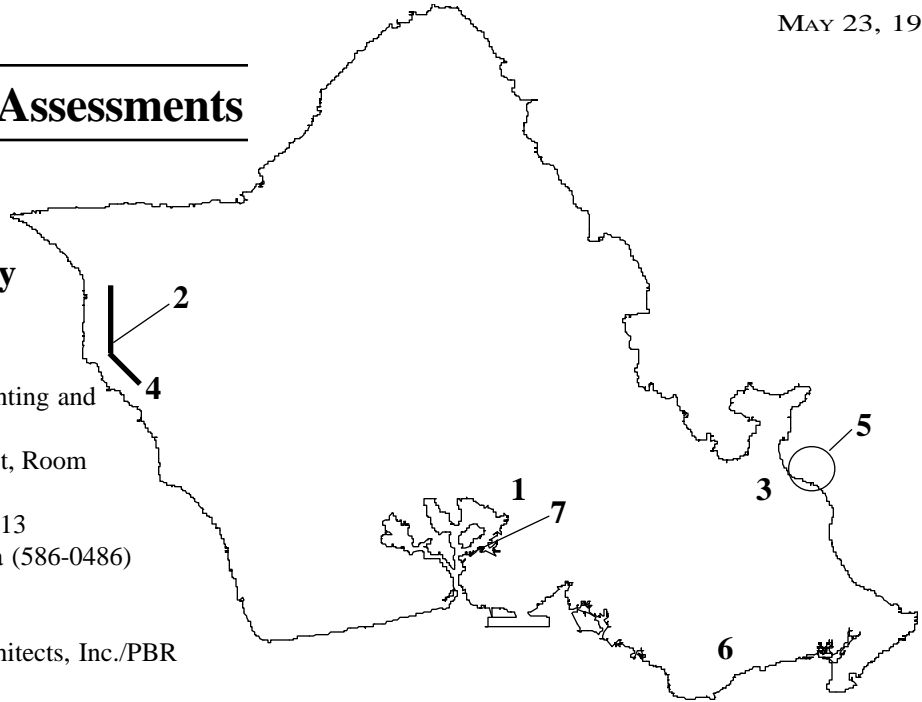 MAY 23, 19
Assessments
y
2
4
nting and
t, Room
13
(586-0486)
hitects, Inc./PBR
1
7
5
3
6